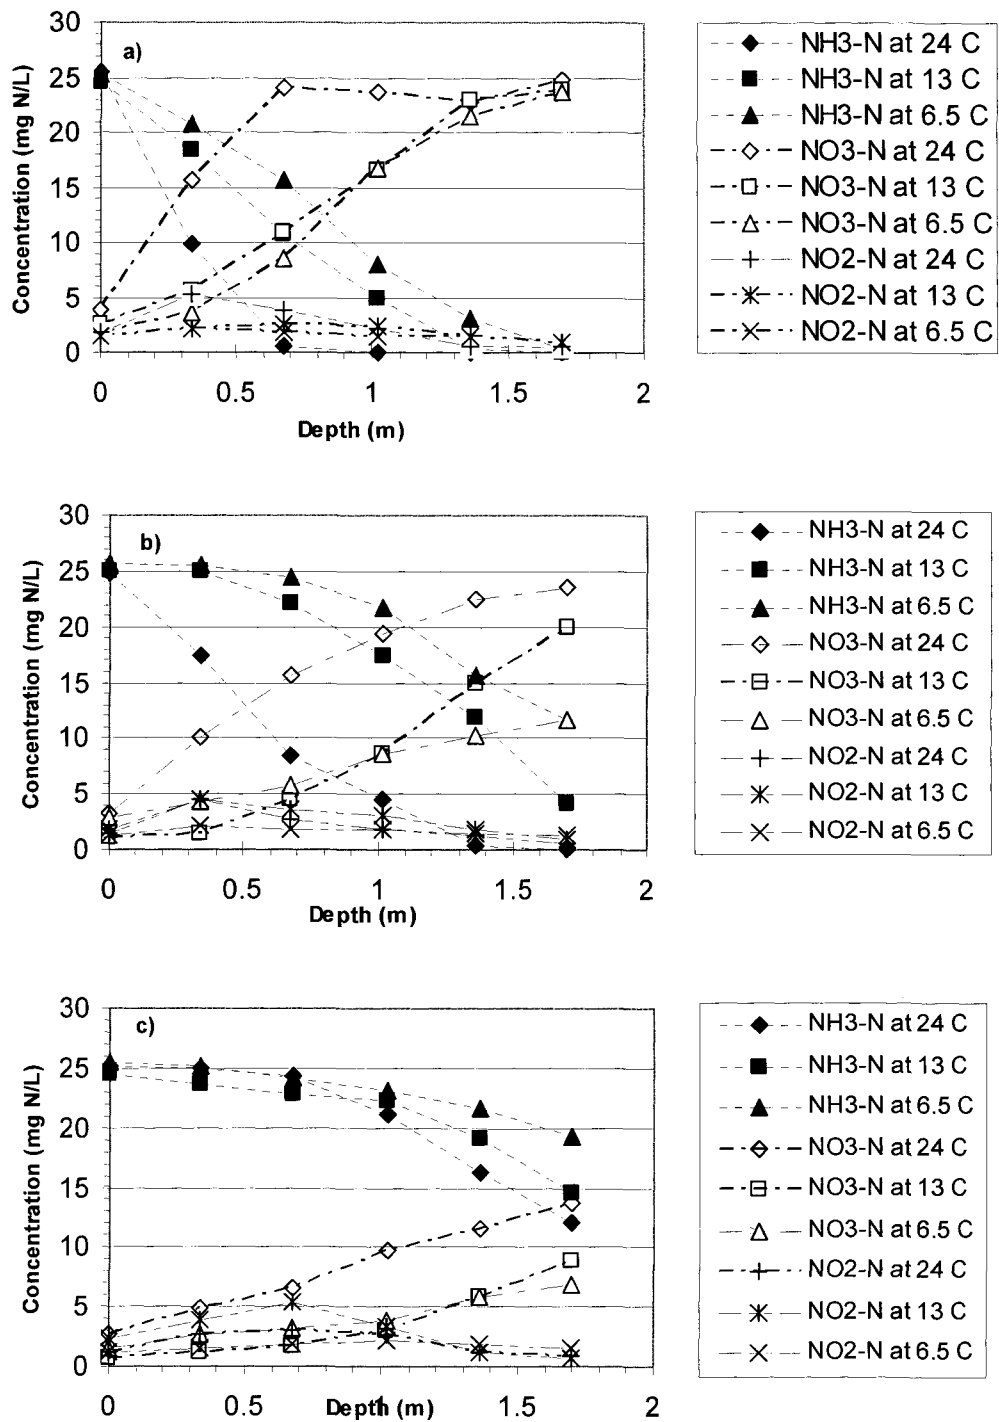 30
25
20
15
10
5
0
Concentration (mg N/L)
a)
0
0.5
1
1.5
2
Depth (m)
NH3-N at 24 C
NH3-N at 13 C
NH3-N at 6.5 C
NO3-N at 24 C
NO3-N at 13 C
NO3-N at 6.5 C
NO2-N at 24 C
NO2-N at 13 C
NO2-N at 6.5 C
30
25
20
15
10
5
0
Concentration (mg N/L)
b)
0
0.5
1
1.5
2
Depth (m)
NH3-N at 24 C
NH3-N at 13 C
NH3-N at 6.5 C
NO3-N at 24 C
NO3-N at 13 C
NO3-N at 6.5 C
NO2-N at 24 C
NO2-N at 13 C
NO2-N at 6.5 C
30
25
20
15
10
5
0
Concentration (mg N/L)
c)
0
0.5
1
1.5
2
Depth (m)
NH3-N at 24 C
NH3-N at 13 C
NH3-N at 6.5 C
NO3-N at 24 C
NO3-N at 13 C
NO3-N at 6.5 C
NO2-N at 24 C
NO2-N at 13 C
NO2-N at 6.5 C